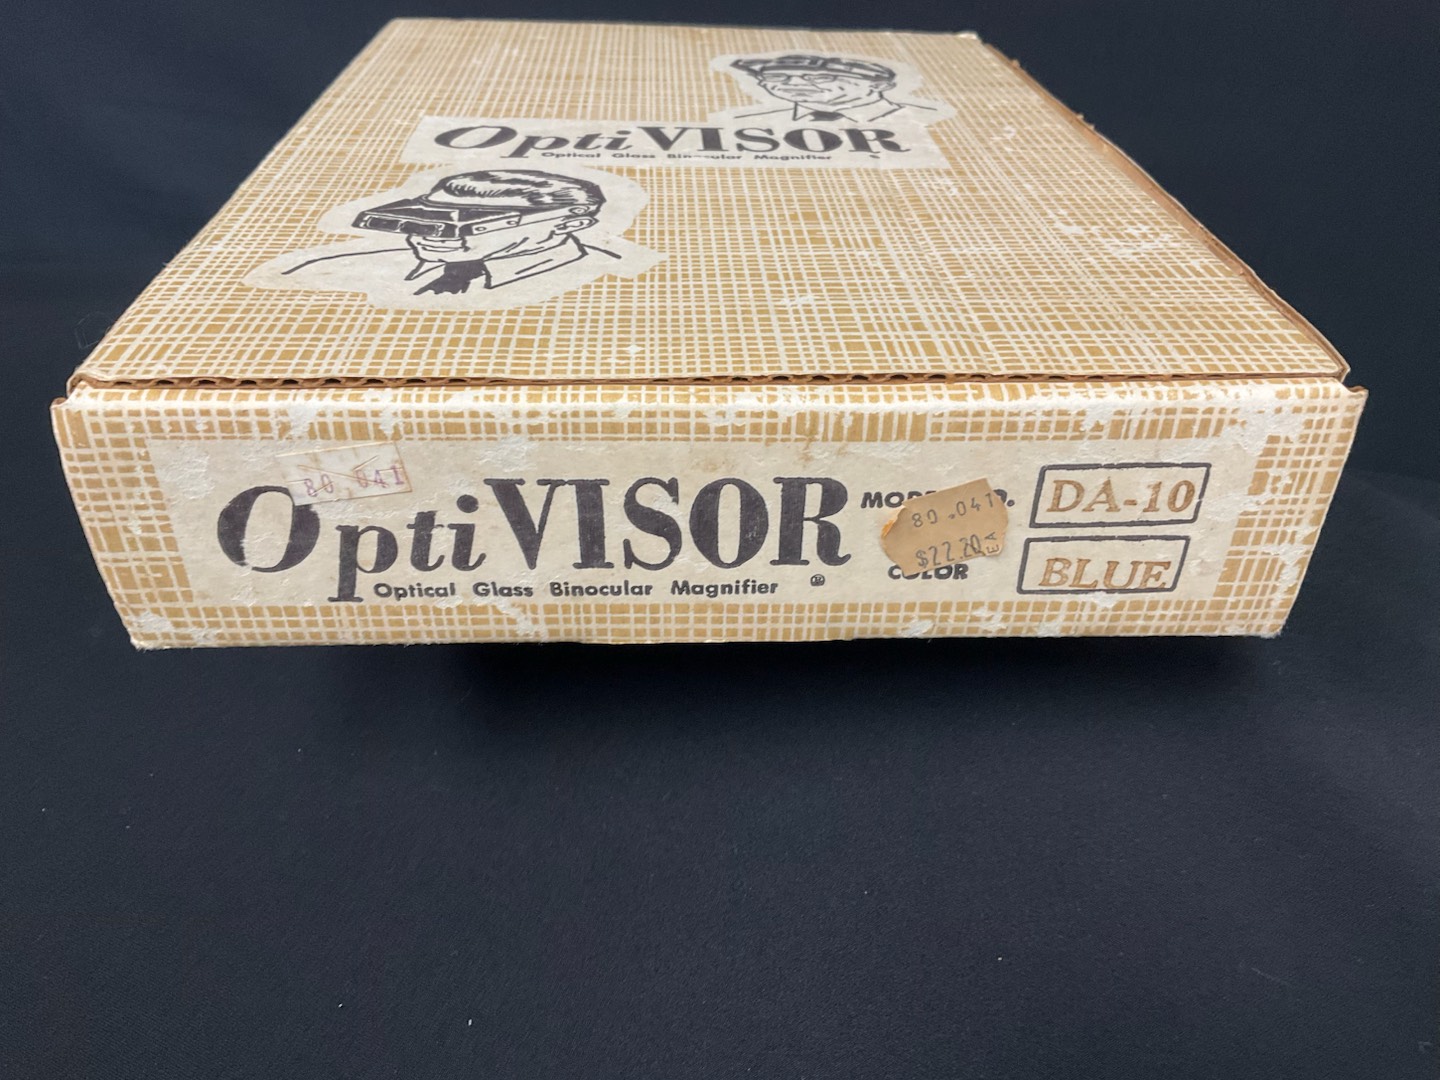 OptiVISOR
Optical Glass Binocular Magnifier
80 .041
OptiVISOR ®
Optical Glass Binocular Magnifier
DA-10
80 .041
$22.20 EA
COLOR BLUE